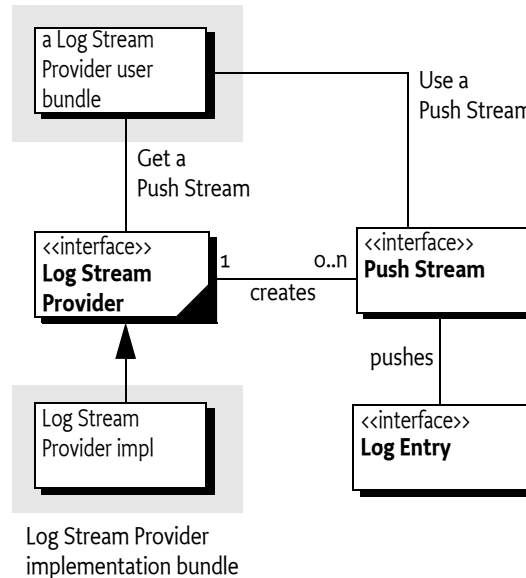 a Log Stream
Provider user
bundle
Use a
Push Stream
Get a
Push Stream
<<interface>>
Log Stream
Provider
1
0..n
creates
<<interface>>
Push Stream
pushes
Log Stream
Provider impl
<<interface>>
Log Entry
Log Stream Provider
implementation bundle